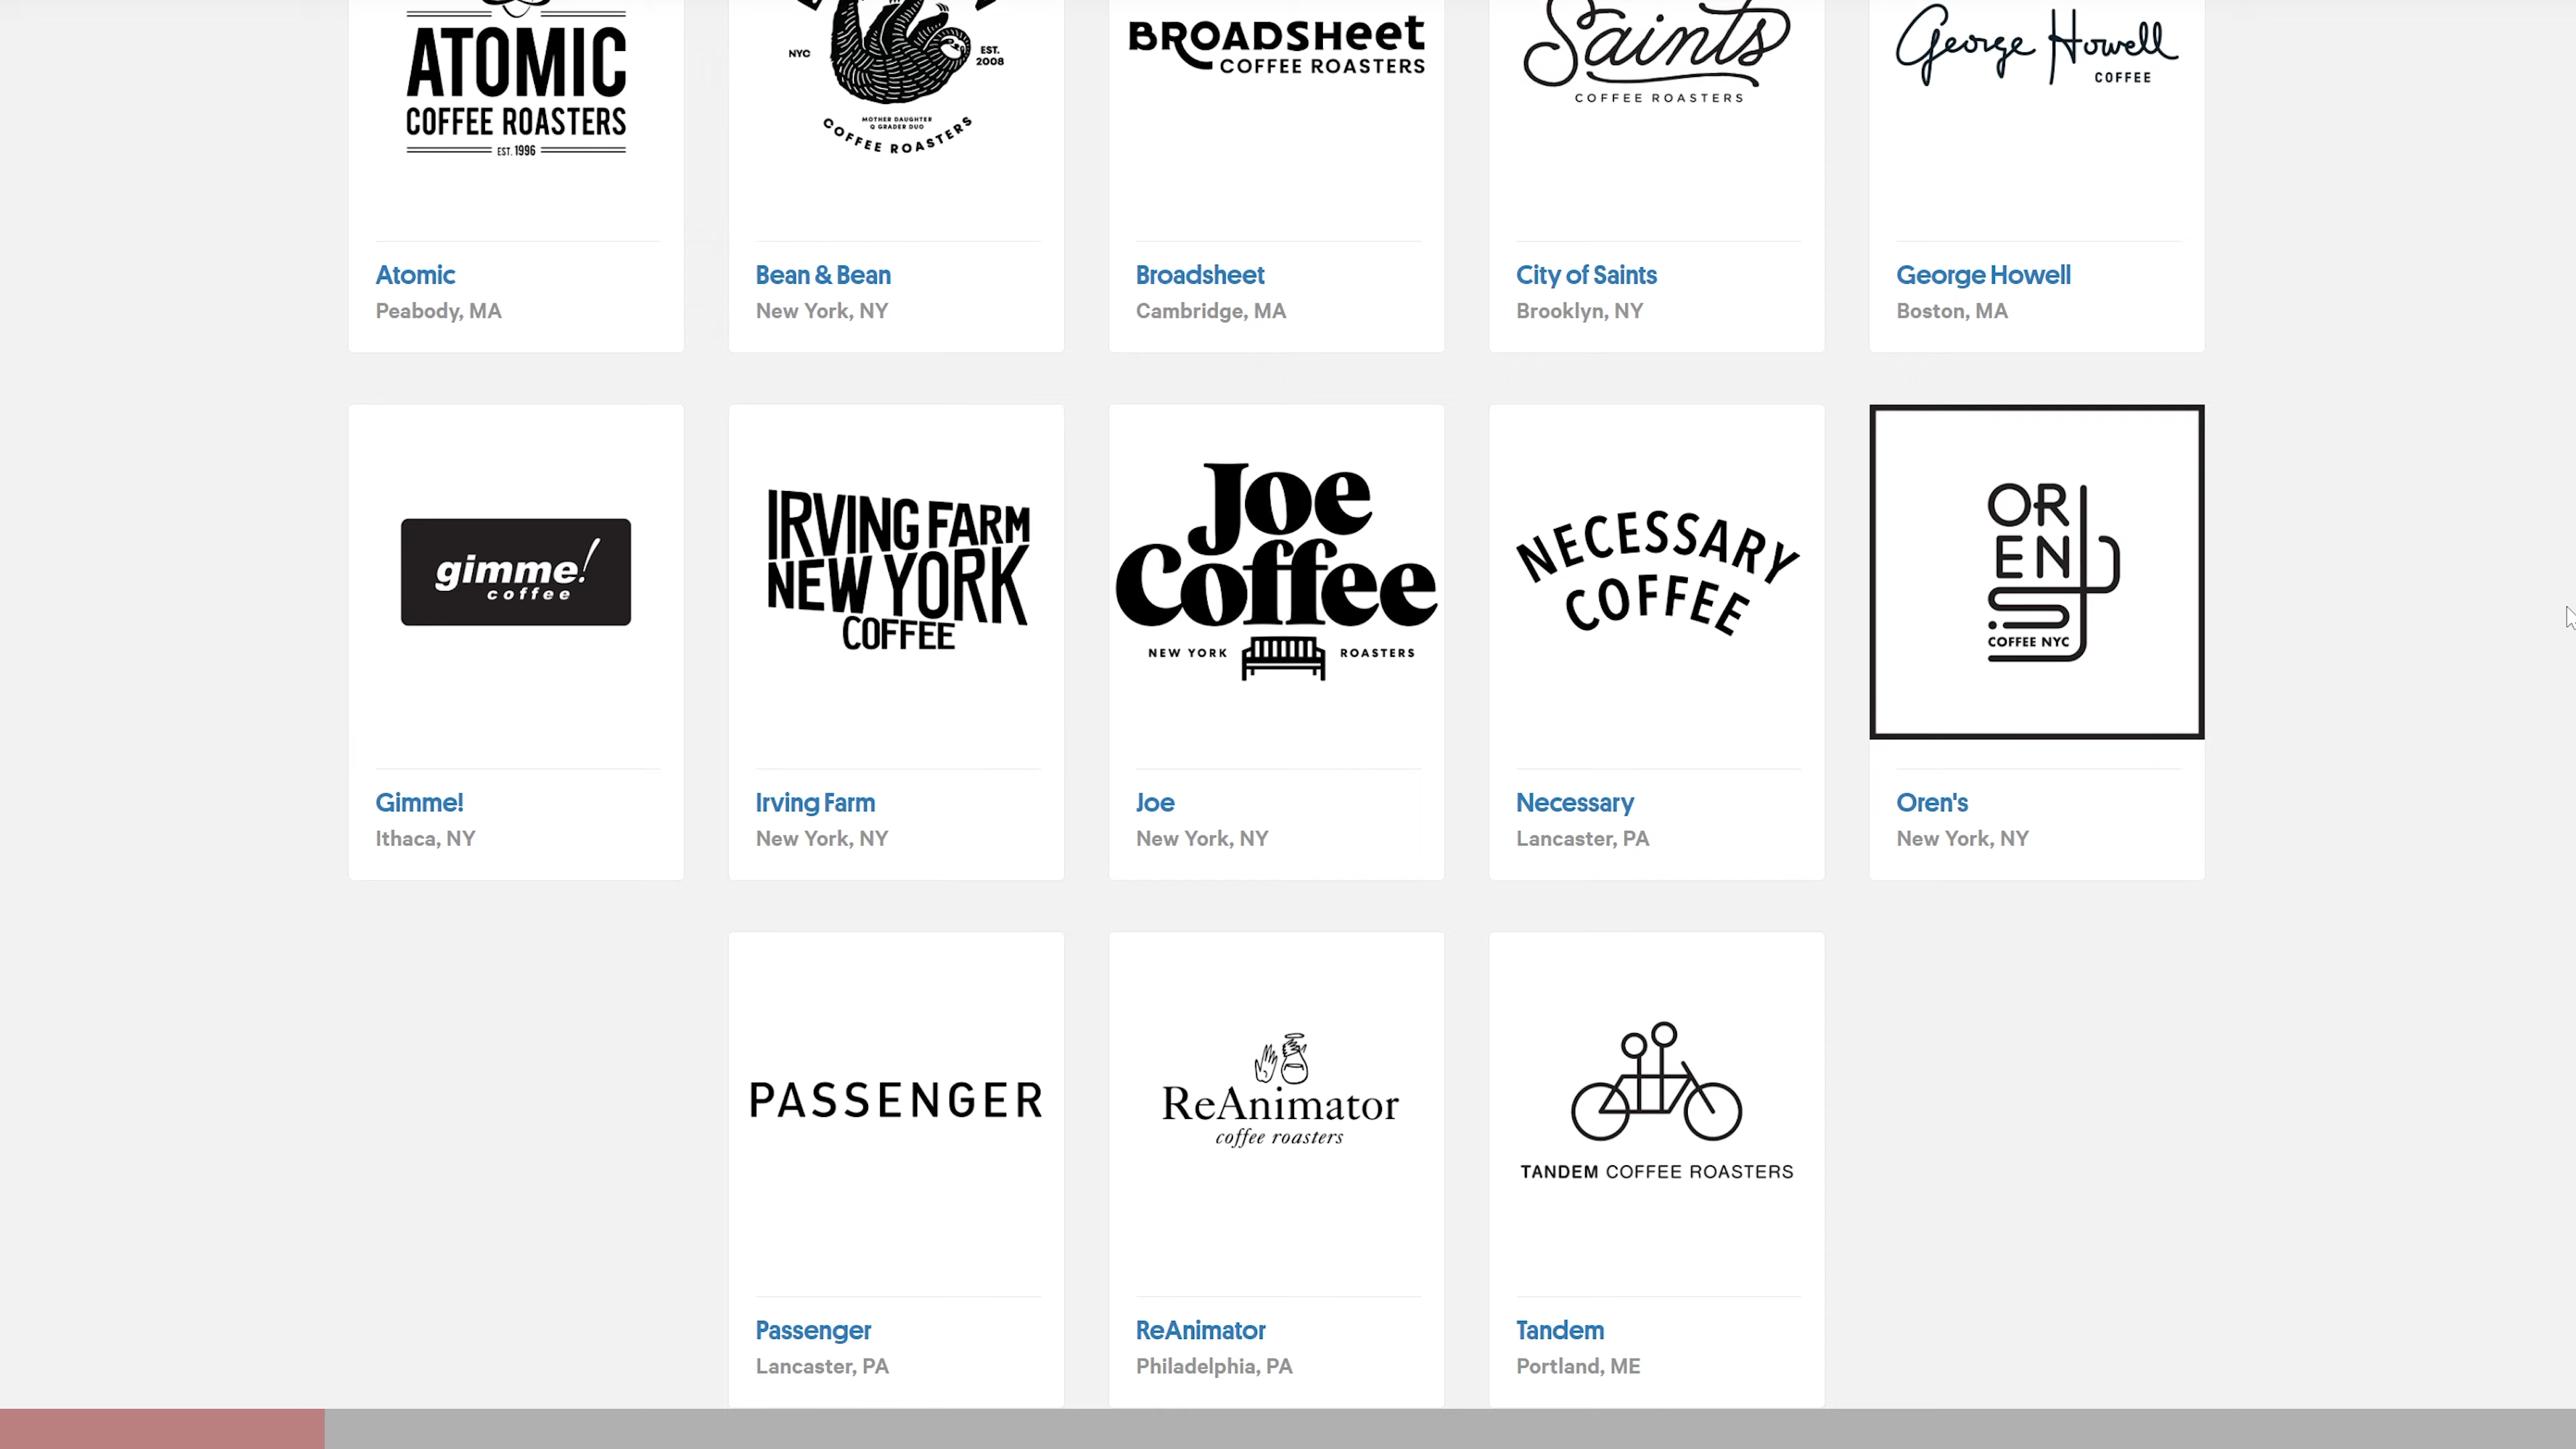 ATOMIC
COFFEE ROASTERS
EST. 1996
Atomic
Peabody, MA
NYC
EST.
2008
MOTHER DAUGHTER
Q GRADER DUO
COFFEE ROASTERS
Bean & Bean
New York, NY
BROADSHeet
COFFEE ROASTERS
Broadsheet
Cambridge, MA
Saints
COFFEE ROASTERS
City of Saints
Brooklyn, NY
George Howell
COFFEE
George Howell
Boston, MA
gimme!
coffee
Gimme!
Ithaca, NY
IRVING FARM
NEW YORK
COFFEE
Irving Farm
New York, NY
Joe
Coffee
NEW YORK ROASTERS
Joe
New York, NY
NECESSARY
COFFEE
Necessary
Lancaster, PA
OR
EN
S
COFFEE NYC
Oren's
New York, NY
PASSENGER
Passenger
Lancaster, PA
ReAnimator
coffee roasters
ReAnimator
Philadelphia, PA
TANDEM COFFEE ROASTERS
Tandem
Portland, ME